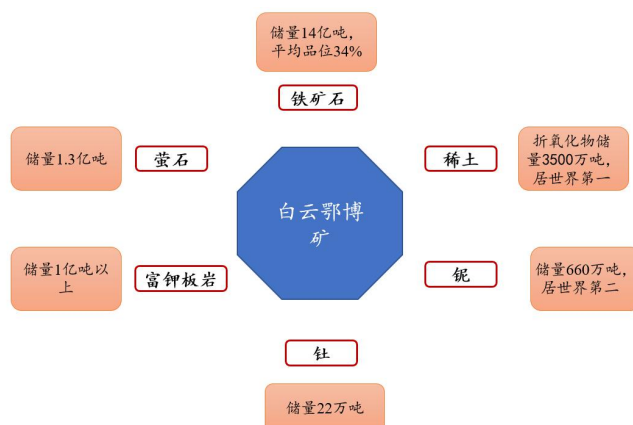 储量14亿吨，
平均品位34%
铁矿石
储量1.3亿吨
萤石
稀土
折氧化物储
量3500万吨，
居世界第一
白云鄂博
矿
储量1亿吨以
上
富钾板岩
铌
储量660万吨，
居世界第二
钍
储量22万吨